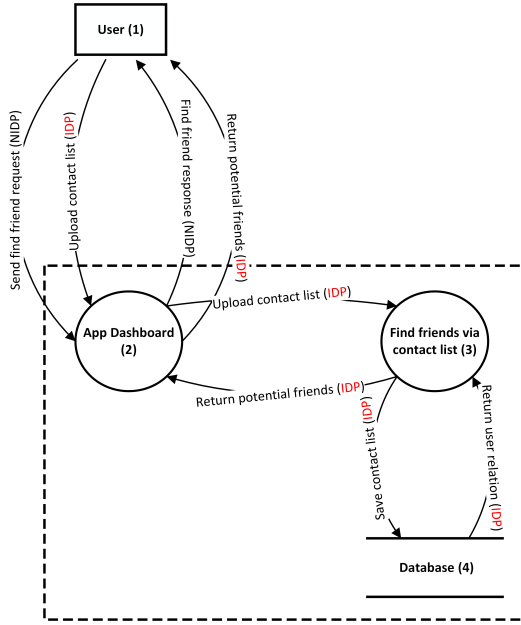 User (1)
Send find friend request (NIDP)
Upload contact list (IDP)
Find friend response (NIDP)
Return potential friends (IDP)
App Dashboard
(2)
Upload contact list (IDP)
Find friends via
contact list (3)
Return potential friends (IDP)
Save contact list (IDP)
Return user relation (IDP)
Database (4)